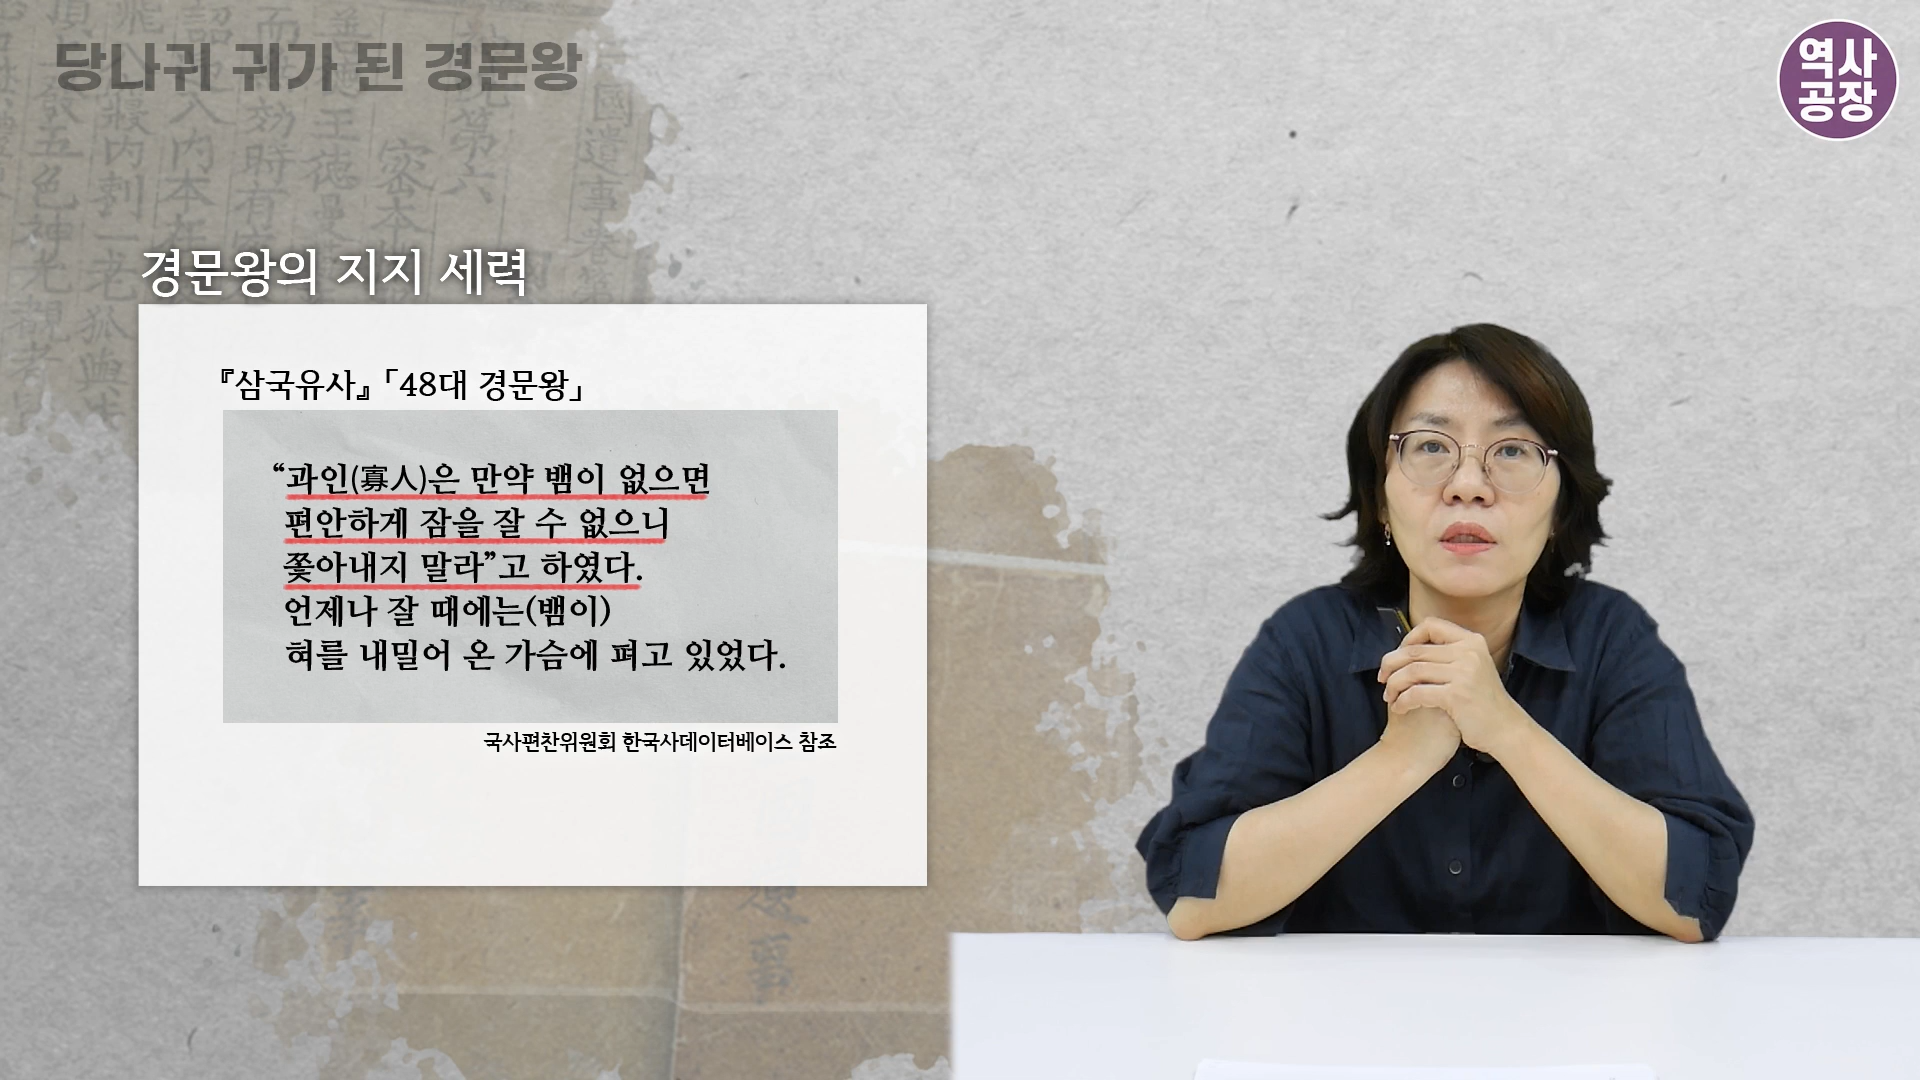 당나귀 귀가 된 경문왕
역사
공장
경문왕의 지지 세력
『삼국유사』 「48대 경문왕」
“과인(寡人)은 만약 뱀이 없으면
편안하게 잠을 잘 수 없으니
쫓아내지 말라”고 하였다.
언제나 잘 때에는(뱀이)
혀를 내밀어 온 가슴에 펴고 있었다.
국사편찬위원회 한국사데이터베이스 참조